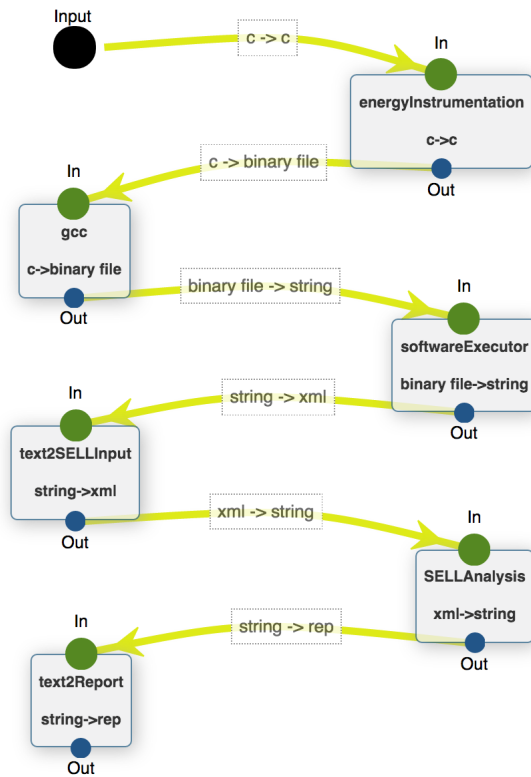 Input
c -> c
In
energyInstrumentation
c->c
Out
c -> binary file
In
gcc
c->binary file
Out
binary file -> string
In
softwareExecutor
binary file->string
Out
string -> xml
In
text2SELLInput
string->xml
Out
xml -> string
In
SELLAnalysis
xml->string
Out
string -> rep
In
text2Report
string->rep
Out